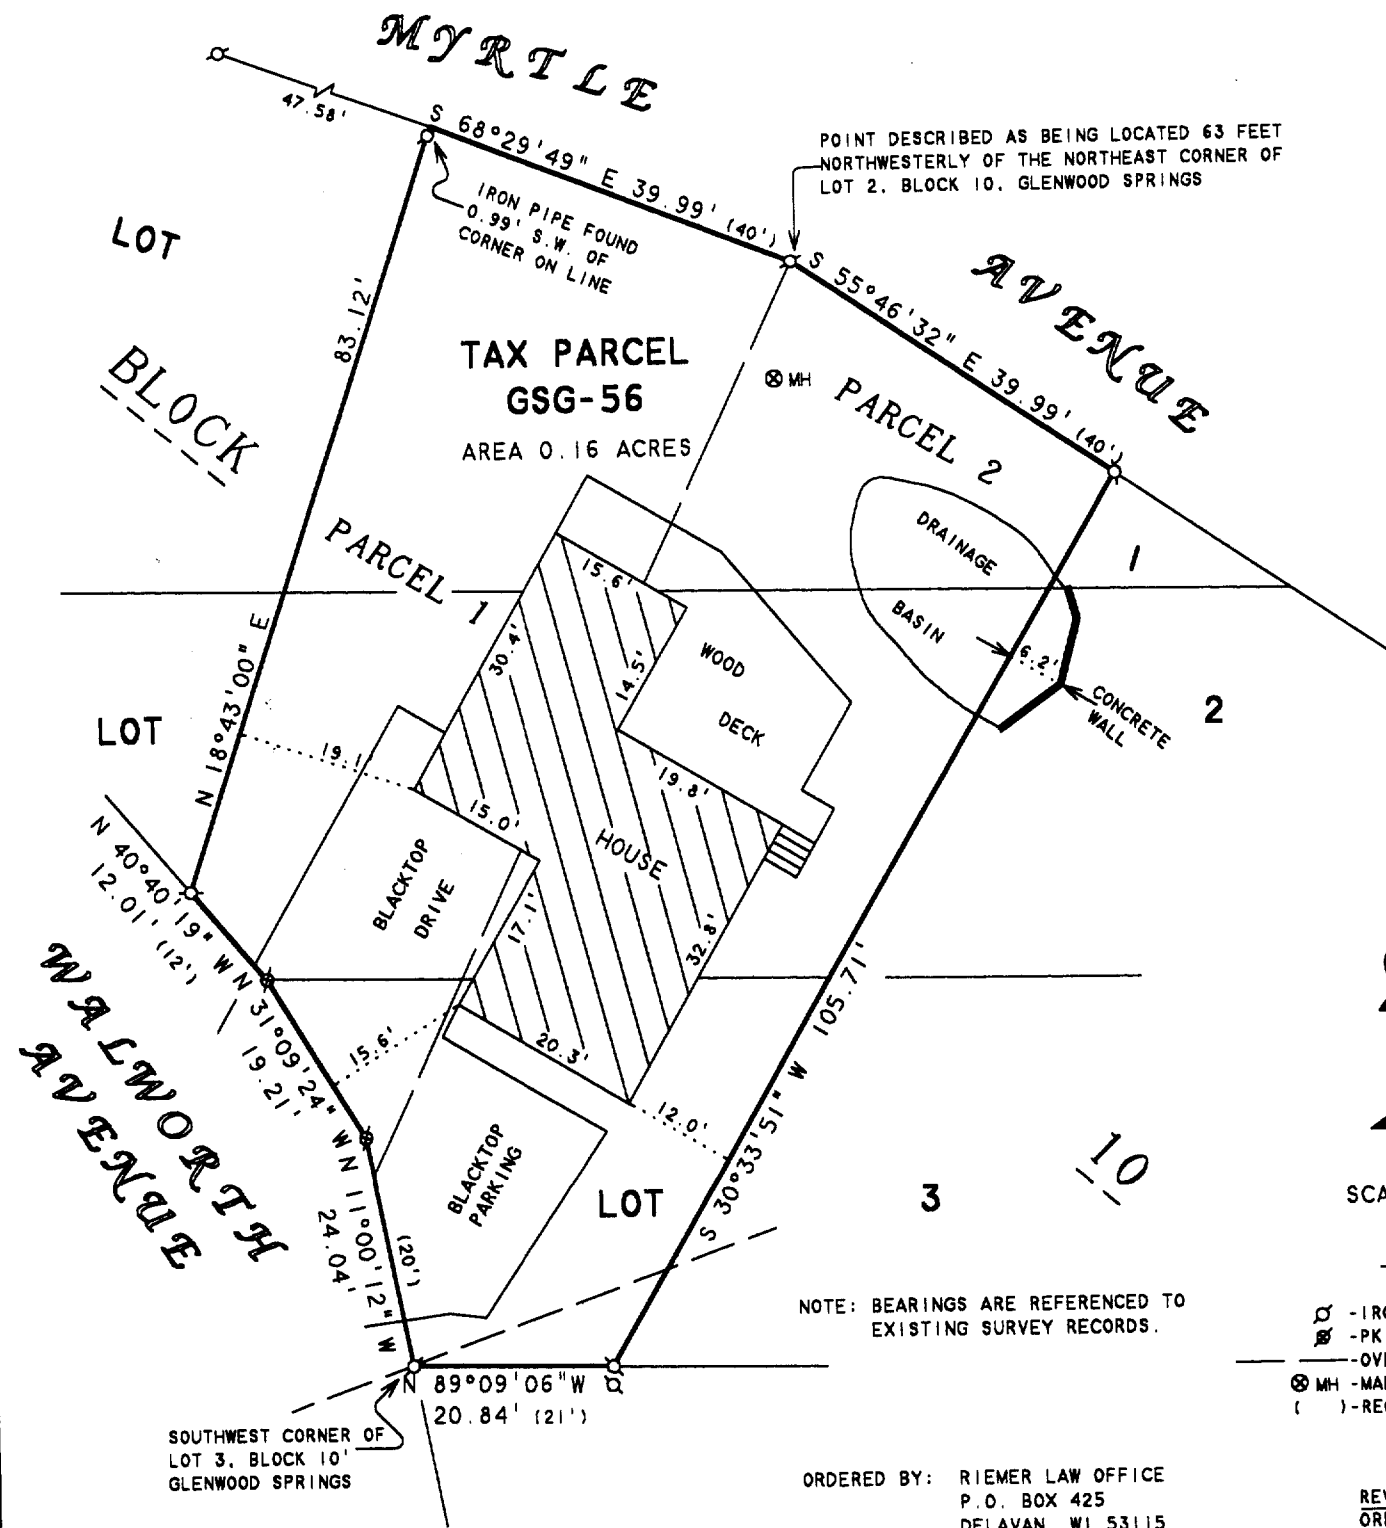 MYRTLE
47.58'
S 68°29'49" E 39.99' (40')
POINT DESCRIBED AS BEING LOCATED 63 FEET
NORTHWESTERLY OF THE NORTHEAST CORNER OF
LOT 2, BLOCK 10, GLENWOOD SPRINGS
IRON PIPE FOUND
0.99' S.W. OF
CORNER ON LINE
LOT
AVENUE
S 55°46'32" E 39.99' (40')
83.12'
TAX PARCEL
GSG-56
AREA 0.16 ACRES
BLOCK
MH
PARCEL 2
PARCEL 1
DRAINAGE
BASIN
1
15.6'
30.4'
14.5'
WOOD
DECK
6.2'
CONCRETE
WALL
2
N 18°43'00" E
LOT
19.1'
15.0'
19.8'
HOUSE
BLACKTOP
DRIVE
17.1'
32.8'
N 40°40'19" W
12.01' (12')
WALWORTH
AVENUE
N 31°09'24" W
19.21'
15.6'
20.3'
12.0'
S 30°33'51" W 105.71'
BLACKTOP
PARKING
LOT
3
10
N 11°00'12" W
24.04'
(20')
SCA
NOTE: BEARINGS ARE REFERENCED TO
EXISTING SURVEY RECORDS.
-IRO
-PK
-OVE
MH -MAN
( )-REC
N 89°09'06"W
20.84' (21')
SOUTHWEST CORNER OF
LOT 3, BLOCK 10'
GLENWOOD SPRINGS
ORDERED BY: RIEMER LAW OFFICE
P.O. BOX 425
DELAVAN, WI 53115
REV
ORI